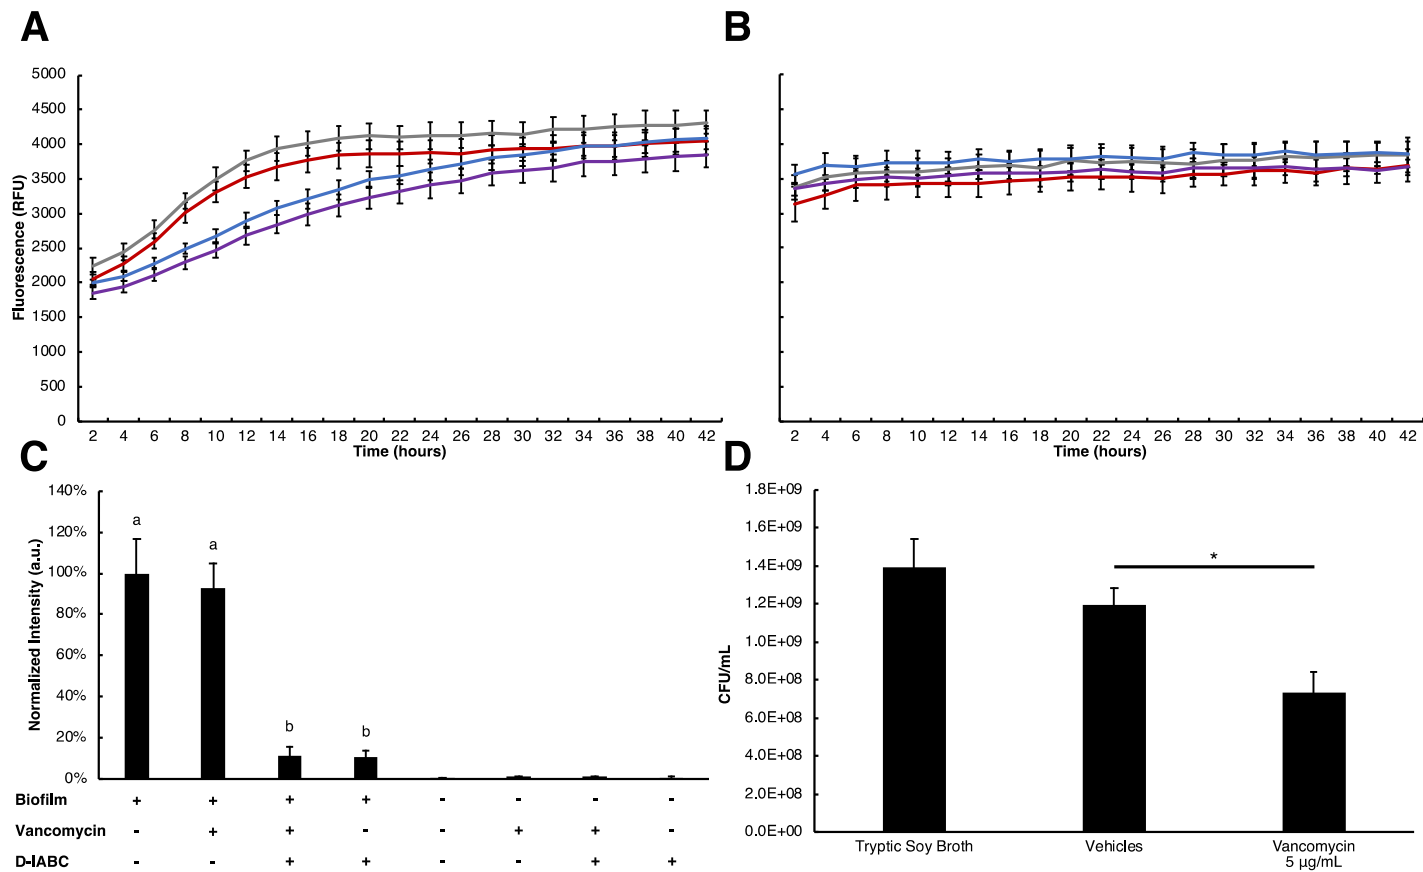 A
B
5000
4500
4000
3500
3000
2500
2000
1500
1000
500
0
Fluorescence (RFU)
2 4 6 8 10 12 14 16 18 20 22 24 26 28 30 32 34 36 38 40 42
Time (hours)
2 4 6 8 10 12 14 16 18 20 22 24 26 28 30 32 34 36 38 40 42
Time (hours)
C
D
140%
120%
100%
80%
60%
40%
20%
0%
Normalized Intensity (a.u.)
a
a
b
b
Biofilm + + + + - - - -
Vancomycin - + + - - + + -
D-IABC - - + + - - + +
1.8E+09
1.6E+09
1.4E+09
1.2E+09
1.0E+09
8.0E+08
6.0E+08
4.0E+08
2.0E+08
0.0E+00
CFU/mL
*
Tryptic Soy Broth
Vehicles
Vancomycin
5 µg/mL